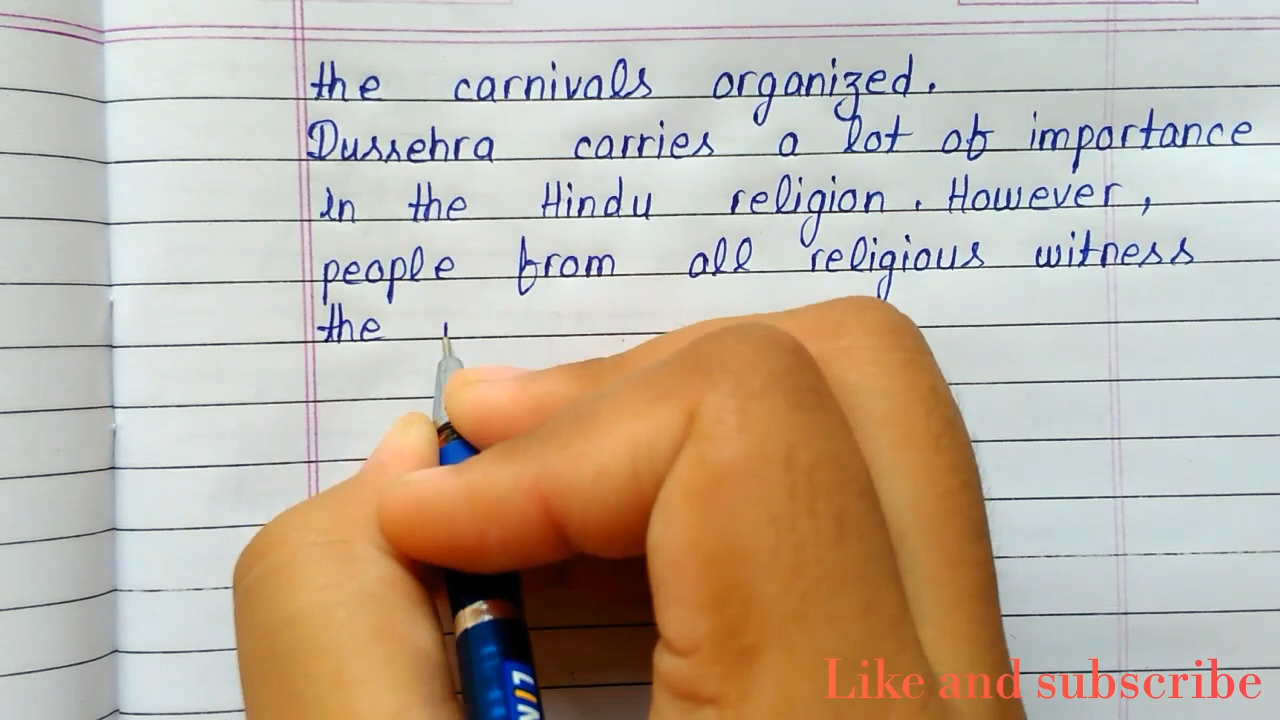 the carnivals organized.
Dussehra carries a lot of importance
in the Hindu religion. However,
people from all religious witness
the
Like and subscribe